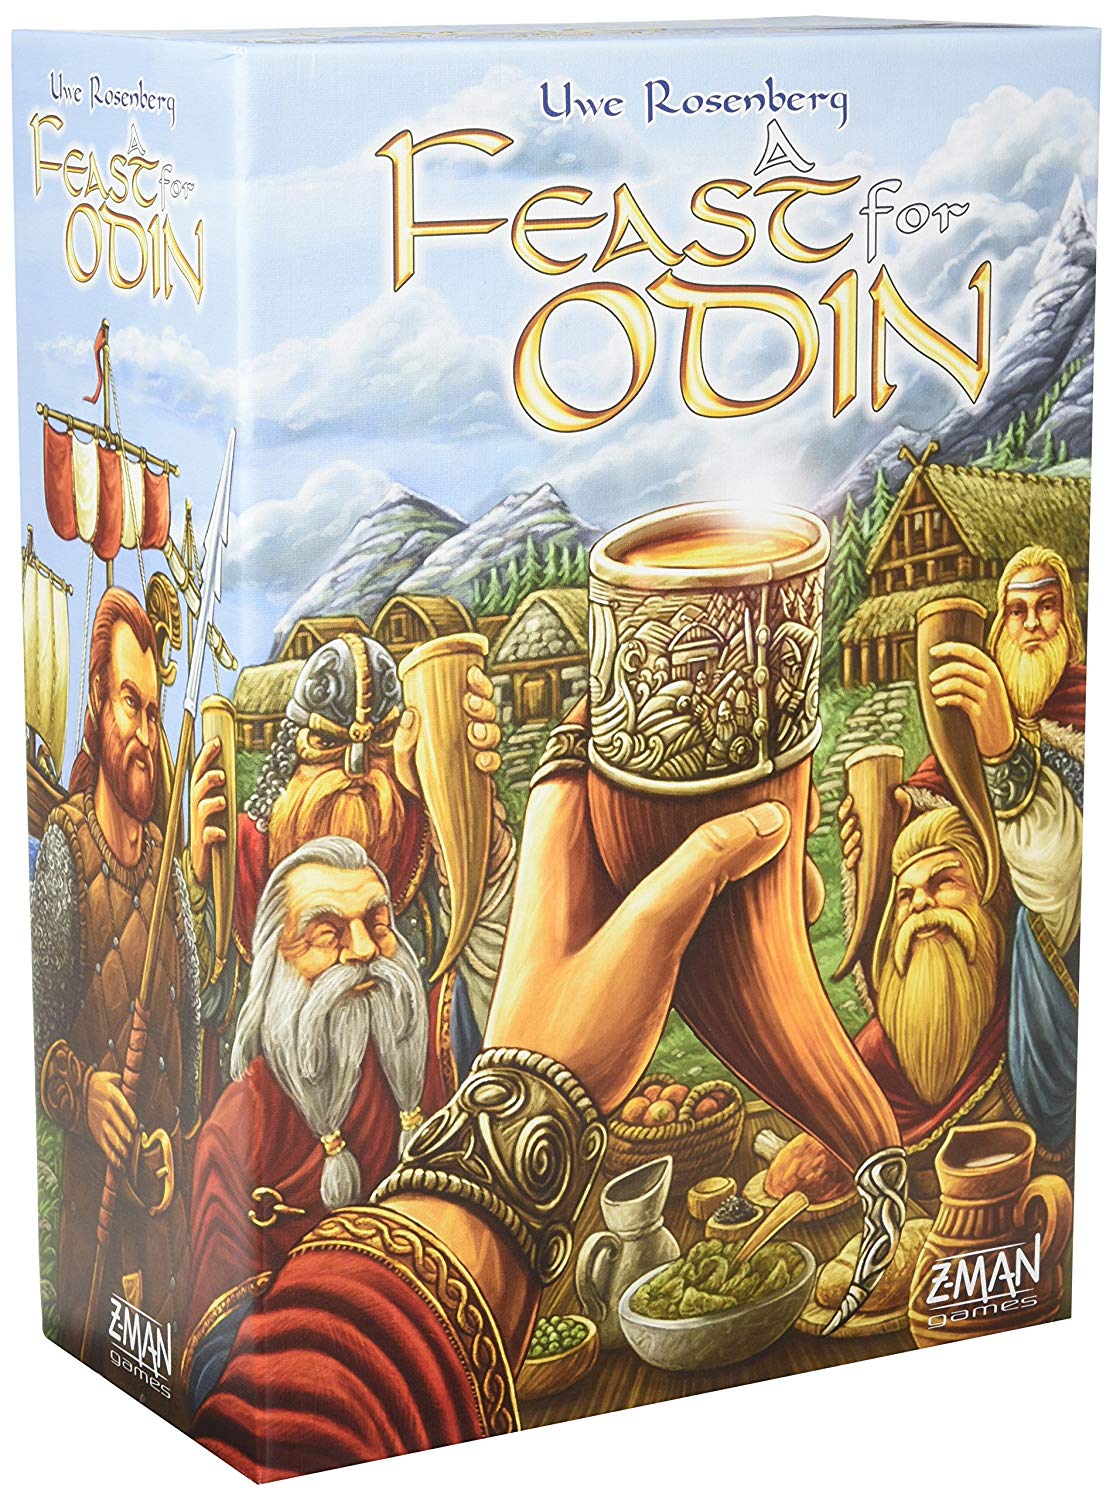 Uwe Rosenberg
A
FEAST for
ODIN
Uwe Rosenberg
A
FEAST for
ODIN
Z-MAN
games
Z-MAN
games